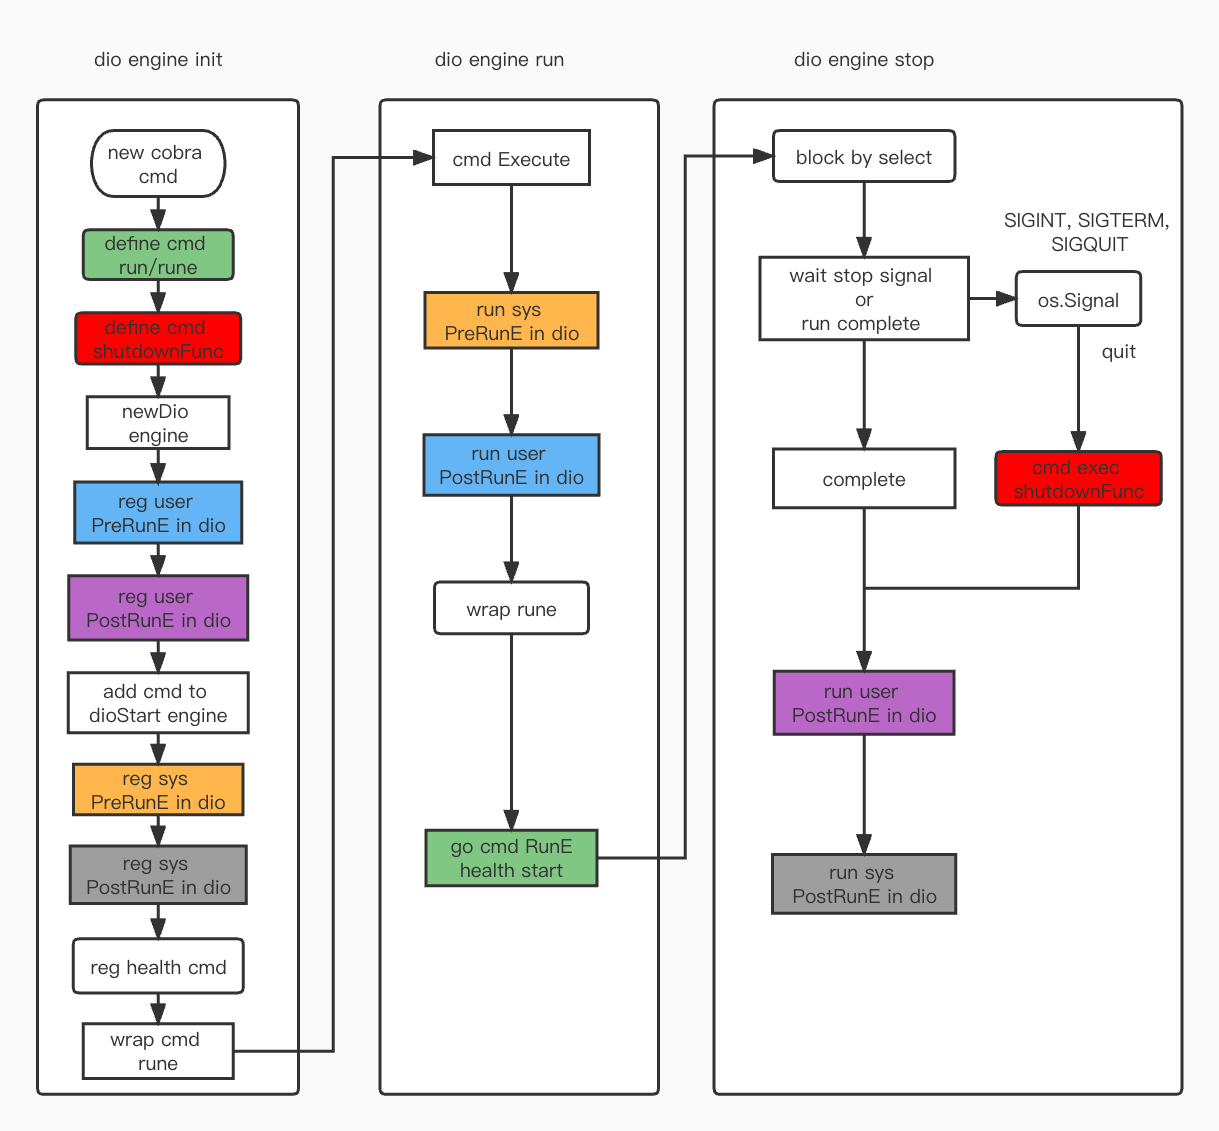 dio engine init
new cobra
cmd
define cmd
run/rune
define cmd
shutdownFunc
newDio
engine
reg user
PreRunE in dio
reg user
PostRunE in dio
add cmd to
dioStart engine
reg sys
PreRunE in dio
reg sys
PostRunE in dio
reg health cmd
wrap cmd
rune
dio engine run
cmd Execute
run sys
PreRunE in dio
run user
PostRunE in dio
wrap rune
go cmd RunE
health start
dio engine stop
block by select
wait stop signal
or
run complete
SIGINT, SIGTERM,
SIGQUIT
os.Signal
quit
complete
cmd exec
shutdownFunc
run user
PostRunE in dio
run sys
PostRunE in dio